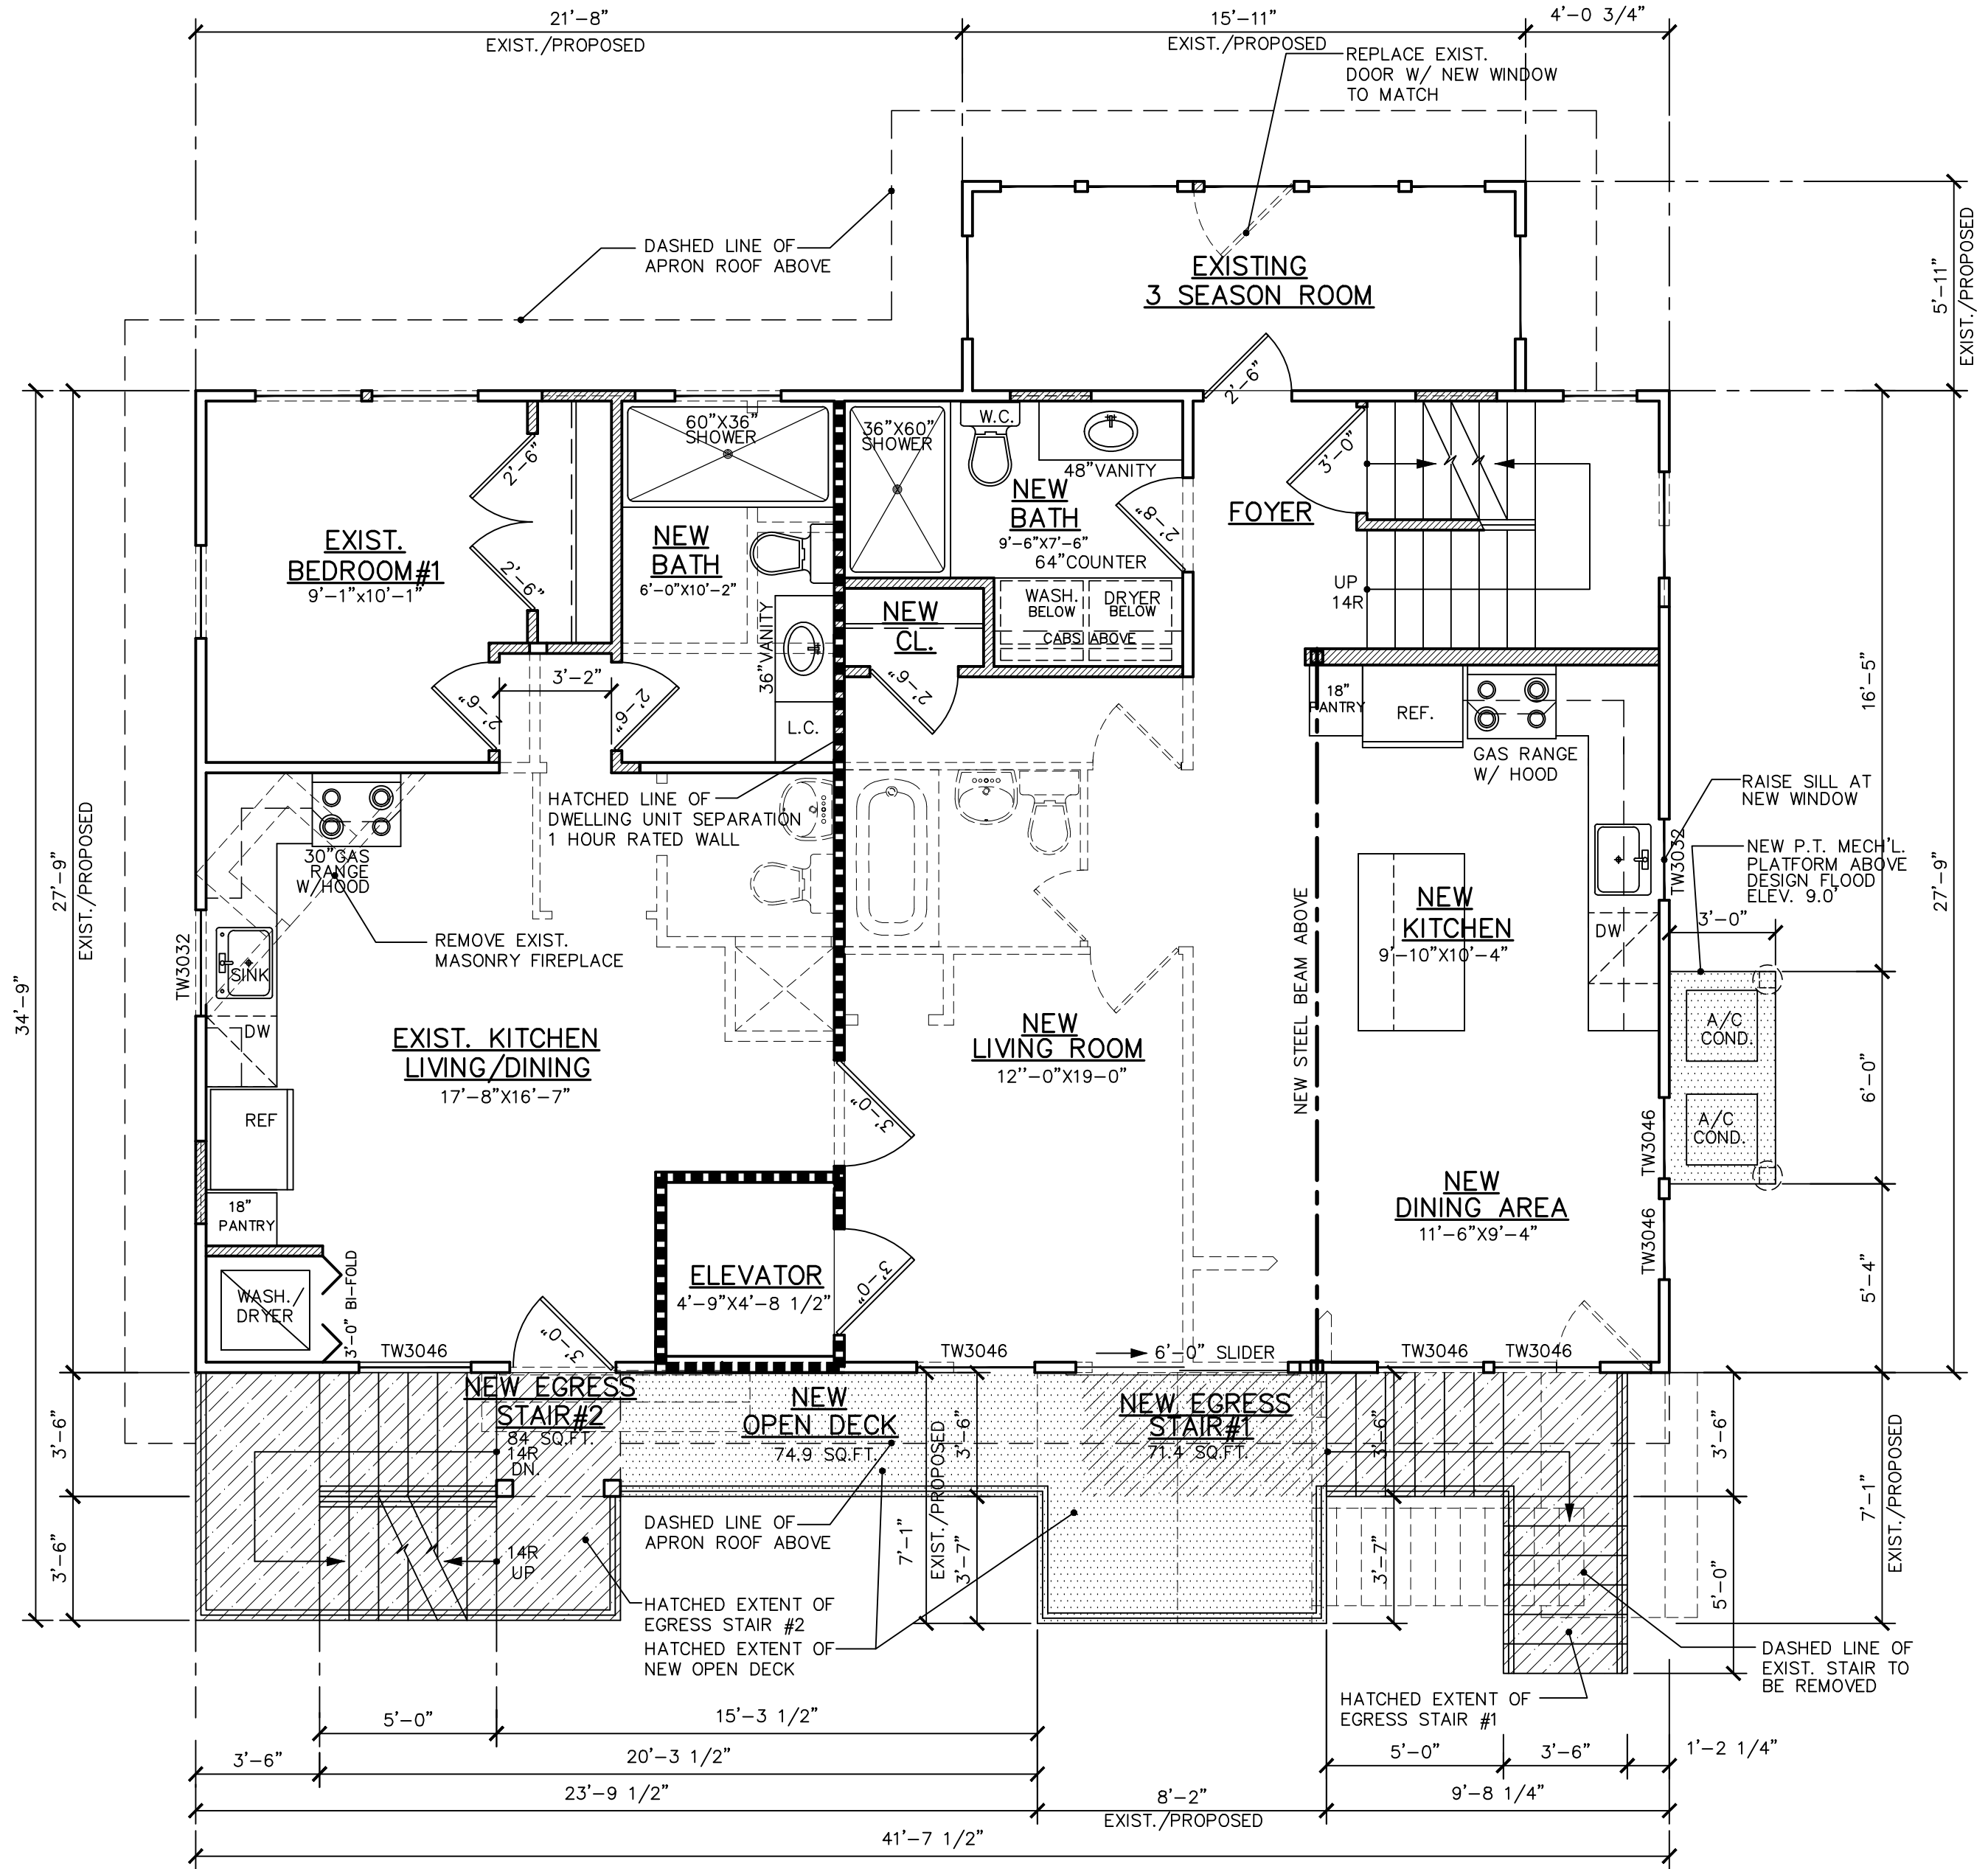 21'-8"
EXIST./PROPOSED
15'-11"
EXIST./PROPOSED
4'-0 3/4"
REPLACE EXIST.
DOOR W/ NEW WINDOW
TO MATCH
DASHED LINE OF
APRON ROOF ABOVE
EXISTING
3 SEASON ROOM
5'-11"
EXIST./PROPOSED
2'-6"
60"X36"
SHOWER
36"X60"
SHOWER
W.C.
48"VANITY
2'-6"
3'-0"
EXIST.
BEDROOM#1
9'-1"x10'-1"
2'-6"
NEW
BATH
6'-0"X10'-2"
NEW
BATH
9'-6"X7'-6"
64"COUNTER
2'-8"
FOYER
UP
14R
36"VANITY
NEW
CL.
WASH.
BELOW
DRYER
BELOW
CABS ABOVE
2'-6"
3'-2"
2'-6"
2'-6"
L.C.
18"
PANTRY
REF.
GAS RANGE
W/ HOOD
16'-5"
RAISE SILL AT
NEW WINDOW
TW3032
NEW P.T. MECH'L.
PLATFORM ABOVE
DESIGN FLOOD
ELEV. 9.0'
3'-0"
HATCHED LINE OF
DWELLING UNIT SEPARATION
1 HOUR RATED WALL
30"GAS
RANGE
W/HOOD
REMOVE EXIST.
MASONRY FIREPLACE
27'-9"
EXIST./PROPOSED
34'-9"
TW3032
SINK
DW
REF
18"
PANTRY
EXIST. KITCHEN
LIVING/DINING
17'-8"X16'-7"
NEW
LIVING ROOM
12''-0"X19-0"
NEW STEEL BEAM ABOVE
NEW
KITCHEN
9'-10"X10'-4"
DW
A/C
COND.
A/C
COND.
6'-0"
27'-9"
EXIST./PROPOSED
TW3046
TW3046
3'-0"
NEW
DINING AREA
11'-6"X9'-4"
5'-4"
ELEVATOR
4'-9"X4'-8 1/2"
3'-0"
WASH./
DRYER
3'-0" BI-FOLD
3'-0"
TW3046
TW3046
6'-0" SLIDER
TW3046
TW3046
NEW EGRESS
STAIR#2
84 SQ.FT.
14R
DN.
NEW
OPEN DECK
74.9 SQ.FT.
NEW EGRESS
STAIR#1
71.4 SQ.FT.
3'-6"
3'-6"
3'-6"
3'-6"
3'-6"
7'-1"
EXIST./PROPOSED
3'-7"
3'-7"
5'-0"
7'-1"
EXIST./PROPOSED
14R
UP
DASHED LINE OF
APRON ROOF ABOVE
HATCHED EXTENT OF
EGRESS STAIR #2
HATCHED EXTENT OF
NEW OPEN DECK
HATCHED EXTENT OF
EGRESS STAIR #1
DASHED LINE OF
EXIST. STAIR TO
BE REMOVED
5'-0"
15'-3 1/2"
3'-6"
20'-3 1/2"
5'-0"
3'-6"
1'-2 1/4"
23'-9 1/2"
8'-2"
EXIST./PROPOSED
9'-8 1/4"
41'-7 1/2"